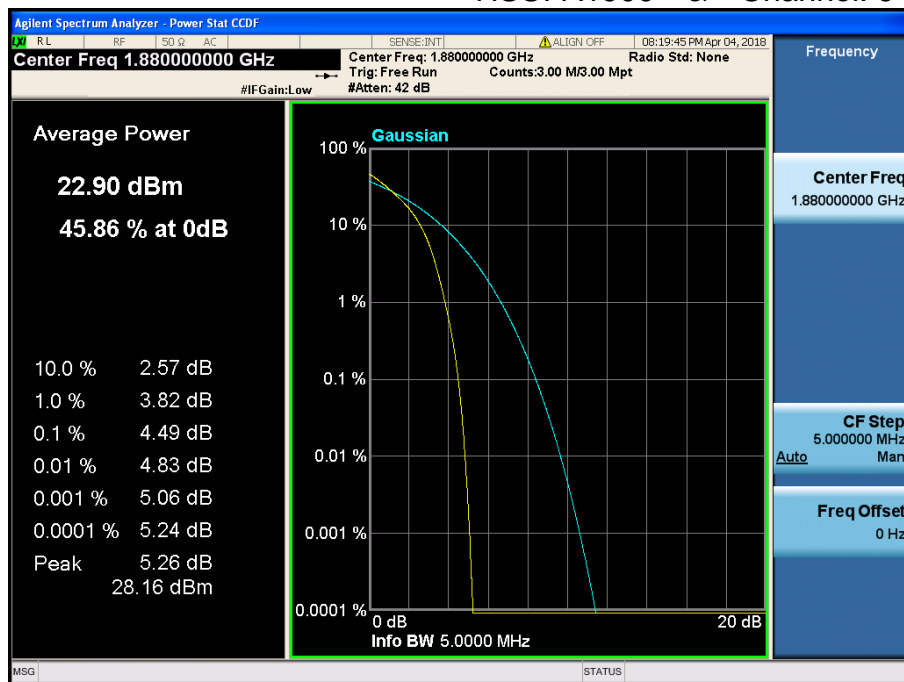 Agilent Spectrum Analyzer - Power Stat CCDF
LXI RL RF 50 Ω AC SENSE:INT ALIGN OFF 08:19:45 PM Apr 04, 2018
Center Freq 1.880000000 GHz
Center Freq: 1.880000000 GHz Radio Std: None
Trig: Free Run Counts:3.00 M/3.00 Mpt
#IFGain:Low #Atten: 42 dB
Average Power
22.90 dBm
45.86 % at 0dB
10.0 % 2.57 dB
1.0 % 3.82 dB
0.1 % 4.49 dB
0.01 % 4.83 dB
0.001 % 5.06 dB
0.0001 % 5.24 dB
Peak 5.26 dB
28.16 dBm
Gaussian
100 %
10 %
1 %
0.1 %
0.01 %
0.001 %
0.0001 %
0 dB 20 dB
Info BW 5.0000 MHz
Frequency
Center Freq
1.880000000 GHz
CF Step
5.000000 MHz
Auto Man
Freq Offset
0 Hz
MSG STATUS